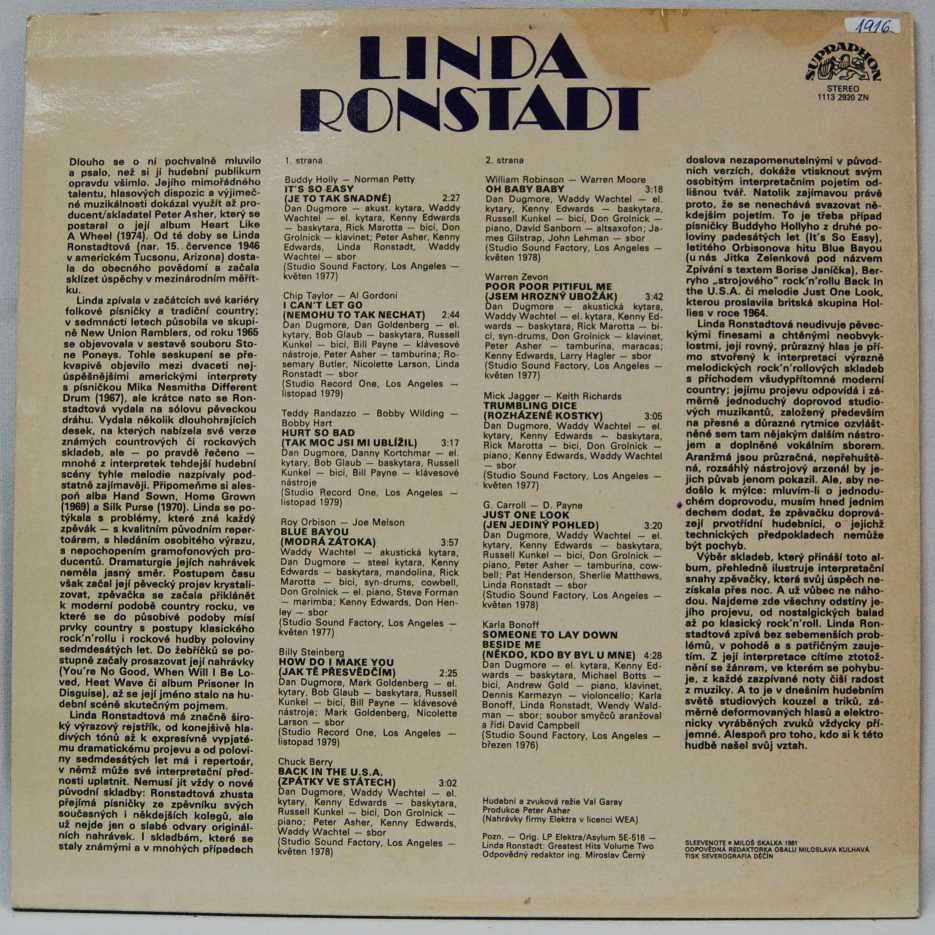 LINDA
RONSTADT
1916
SUPRAPHON
STEREO
1113 2920 ZN
Dlouho se o ní pochvalně mluvilo
a psalo, než si jí hudební publikum
opravdu všimlo. Jejího mimořádného
talentu, hlasových dispozic a výjimeč-
né muzikálnosti dokázal využít až pro-
ducent/skladatel Peter Asher, který se
postaral o její album Heart Like
A Wheel (1974). Od té doby se Linda
Ronstadtová (nar. 15. července 1946
v americkém Tucsonu, Arizona) dosta-
la do obecného povědomí a začala
sklízet úspěchy v mezinárodním měřít-
ku.
Linda zpívala v začátcích své kariéry
folkové písničky a tradiční country;
v sedmnácti letech působila ve skupi-
ně New Union Ramblers, od roku 1965
se objevovala v sestavě souboru Sto-
ne Poneys. Tohle seskupení se pře-
kvapivě objevilo mezi dvaceti nej-
úspěšnějšími americkými interprety
s písničkou Mika Nesmitha Different
Drum (1967), ale krátce nato se Ron-
stadtová vydala na sólovu pěveckou
dráhu. Vydala několik dlouhohrajících
desek, na kterých nabízela své verze
známých countrových či rockových
skladeb, ale — po pravdě řečeno —
mnohé z interpretek tehdejší hudební
scény tyhle melodie nazpívaly pod-
statně zajímavěji. Připomeňme si ales-
poň alba Hand Sown, Home Grown
(1969) a Silk Purse (1970). Linda se po-
týkala s problémy, které zná každý
zpěvák — s kvalitním původním reper-
toárem, s hledáním osobitého výrazu,
s nepochopením gramofonových pro-
ducentů. Dramaturgie jejích nahrávek
neměla jasný směr. Postupem času
však začal její pěvecký projev krystali-
zovat, zpěvačka se začala přiklánět
k moderní podobě country rocku, ve
které se do působivé podoby mísí
prvky country s postupy klasického
rock'n'rollu i rockové hudby poloviny
sedmdesátých let. Do žebříčků se po-
stupně začaly prosazovat její nahrávky
(You're No Good, When Will I Be Lo-
ved, Heat Wave či album Prisoner In
Disguise), až se její jméno stalo na hu-
dební scéně skutečným pojmem.
Linda Ronstadtová má značně širo-
ký výrazový rejstřík, od konejšivě hla-
divých tónů až k expresívně vypjaté-
mu dramatickému projevu a od polovi-
ny sedmdesátých let má i repertoár,
v němž může své interpretační před-
nosti uplatnit. Nemusí jít vždy o nové
původní skladby: Ronstadtová zhusta
přejímá písničky ze zpěvníku svých
současných i někdejších kolegů, ale
už nejde jen o slabé odvary originál-
ních nahrávek. I skladbám, které se
staly známými a v mnohých případech
1. strana
Buddy Holly — Norman Petty
IT'S SO EASY
(JE TO TAK SNADNÉ) 2:27
Dan Dugmore — akust. kytara, Waddy
Wachtel — el. kytara, Kenny Edwards
— baskytara, Rick Marotta — bici, Don
Grolnick — klavinet; Peter Asher, Kenny
Edwards, Linda Ronstadt, Waddy
Wachtel — sbor
(Studio Sound Factory, Los Angeles —
květen 1977)
Chip Taylor — Al Gordoni
I CAN'T LET GO
(NEMOHU TO TAK NECHAT) 2:44
Dan Dugmore, Dan Goldenberg — el.
kytary, Bob Glaub — baskytara, Russell
Kunkel — bici, Bill Payne — klávesové
nástroje, Peter Asher — tamburína; Ro-
semary Butler, Nicolette Larson, Linda
Ronstadt — sbor
(Studio Record One, Los Angeles —
listopad 1979)
Teddy Randazzo — Bobby Wilding —
Bobby Hart
HURT SO BAD
(TAK MOC JSI MI UBLÍŽIL) 3:17
Dan Dugmore, Danny Kortchmar — el.
kytary, Bob Glaub — baskytara, Russell
Kunkel — bici, Bill Payne — klávesové
nástroje
(Studio Record One, Los Angeles —
listopad 1979)
Roy Orbison — Joe Melson
BLUE BAYOU
(MODRÁ ZÁTOKA) 3:57
Waddy Wachtel — akustická kytara,
Dan Dugmore — steel kytara, Kenny
Edwards — baskytara, mandolina, Rick
Marotta — bici, syn-drums, cowbell,
Don Grolnick — el. piano, Steve Forman
— marimba; Kenny Edwards, Don Hen-
ley — sbor
(Studio Sound Factory, Los Angeles —
květen 1977)
Billy Steinberg
HOW DO I MAKE YOU
(JAK TĚ PŘESVĚDČÍM) 2:25
Dan Dugmore, Mark Goldenberg — el.
kytary, Bob Glaub — baskytara, Russell
Kunkel — bici, Bill Payne — klávesové
nástroje; Mark Goldenberg, Nicolette
Larson — sbor
(Studio Record One, Los Angeles —
listopad 1979)
Chuck Berry
BACK IN THE U.S.A.
(ZPÁTKY VE STÁTECH) 3:02
Dan Dugmore, Waddy Wachtel — el.
kytary, Kenny Edwards — baskytara,
Russell Kunkel — bici, Don Grolnick —
piano; Peter Asher, Kenny Edwards,
Waddy Wachtel — sbor
(Studio Sound Factory, Los Angeles —
květen 1978)
2. strana
William Robinson — Warren Moore
OH BABY BABY 3:18
Dan Dugmore, Waddy Wachtel — el.
kytary, Kenny Edwards — baskytara,
Russell Kunkel — bici, Don Grolnick —
piano, David Sanborn — altsaxofon; Ja-
mes Gilstrap, John Lehman — sbor
(Studio Sound Factory, Los Angeles —
květen 1978)
Warren Zevon
POOR POOR PITIFUL ME
(JSEM HROZNÝ UBOŽÁK) 3:42
Dan Dugmore — akustická kytara,
Waddy Wachtel — el. kytara, Kenny Ed-
wards — baskytara, Rick Marotta — bi-
ci, syn-drums, Don Grolnick — klavinet,
Peter Asher — tamburina, maracas;
Kenny Edwards, Larry Hagler — sbor
(Studio Sound Factory, Los Angeles —
květen 1977)
Mick Jagger — Keith Richards
TRUMBLING DICE
(ROZHÁZENÉ KOSTKY) 3:05
Dan Dugmore, Waddy Wachtel — el.
kytary, Kenny Edwards — baskytara,
Rick Marotta — bici, Don Grolnick —
piano; Kenny Edwards, Waddy Wachtel
— sbor
(Studio Sound Factory, Los Angeles —
květen 1977)
G. Carroll — D. Payne
JUST ONE LOOK
(JEN JEDINÝ POHLED) 3:20
Dan Dugmore, Waddy Wachtel — el.
kytary, Kenny Edwards — baskytara,
Russell Kunkel — bici, Don Grolnick —
piano, Peter Asher — tamburína, cow-
bell; Pat Henderson, Sherlie Matthews,
Linda Ronstadt — sbor
(Studio Sound Factory, Los Angeles —
květen 1978)
Karla Bonoff
SOMEONE TO LAY DOWN
BESIDE ME
(NĚKDO, KDO BY BYL U MNE) 4:28
Dan Dugmore — el. kytara, Kenny Ed-
wards — baskytara, Michael Botts —
bici, Andrew Gold — piano, klavinet,
Dennis Karmazyn — violoncello; Karla
Bonoff, Linda Ronstadt, Wendy Wald-
man — sbor; soubor smyčců aranžoval
a řídí David Campbell
(Studio Sound Factory, Los Angeles —
březen 1976)
Hudební a zvuková režie Val Garay
Produkce Peter Asher
(Nahrávky firmy Elektra v licenci WEA)
Pozn. — Orig. LP Elektra/Asylum 5E-516 —
Linda Ronstadt: Greatest Hits Volume Two
Odpovědný redaktor ing. Miroslav Černý
doslova nezapomenutelnými v původ-
ních verzích, dokáže vtisknout svým
osobitým interpretačním pojetím od-
lišnou tvář. Natolik zajímavou právě
proto, že se nenechává svazovat ně-
kdejším pojetím. To je třeba případ
písničky Buddyho Hollyho z druhé po-
loviny padesátých let (It's So Easy),
letitého Orbisonova hitu Blue Bayou
(u nás Jitka Zelenková pod názvem
Zpívání s textem Borise Janíčka), Ber-
ryho „strojového" rock'n'rollu Back In
the U.S.A. či melodie Just One Look,
kterou proslavila britská skupina Hol-
lies v roce 1964.
Linda Ronstadtová neudivuje pěvec-
kými finesami a chtěnými neobvyk-
lostmi, její rovný, průrazný hlas je pří-
mo stvořený k interpretaci výrazně
melodických rock'n'rollových skladeb
s příchodem všudypřítomné moderní
country; jejímu projevu odpovídá i zá-
měrně jednoduchý doprovod studio-
vých muzikantů, založený především
na přesné a důrazné rytmice ozvlášt-
něné sem tam nějakým dalším nástro-
jem a doplněné vokálním sborem.
Aranžmá jsou průzračná, nepřehuště-
ná, rozsáhlý nástrojový arzenál by je-
jich půvab jenom pokazil. Ale, aby ne-
došlo k mýlce: mluvím-li o jednodu-
chém doprovodu, musím hned jedním
dechem dodat, že zpěvačku doprová-
zejí prvotřídní hudebníci, o jejichž
technických předpokladech nemůže
být pochyb.
Výběr skladeb, který přináší toto al-
bum, přehledně ilustruje interpretační
snahy zpěvačky, která svůj úspěch ne-
získala přes noc. A už vůbec ne náho-
dou. Najdeme zde všechny odstíny je-
jího projevu, od nostalgických balad
až po klasický rock'n'roll. Linda Ron-
stadtová zpívá bez sebemenších prob-
lémů, v pohodě a s patřičným zauje-
tím. Z její interpretace cítíme ztotož-
nění se žánrem, ve kterém se pohybu-
je, z každé zazpívané noty čiší radost
z muziky. A to je v dnešním hudebním
světě studiových kouzel a triků, zá-
měrně deformovaných hlasů a elektro-
nicky vyráběných zvuků vždycky pří-
jemné. Alespoň pro toho, kdo si k této
hudbě našel svůj vztah.
SLEEVENOTE © MILOŠ SKALKA 1981
ODPOVĚDNÁ REDAKTORKA OBALU MILOSLAVA KULHAVÁ
TISK SEVEROGRAFIA DĚČÍN